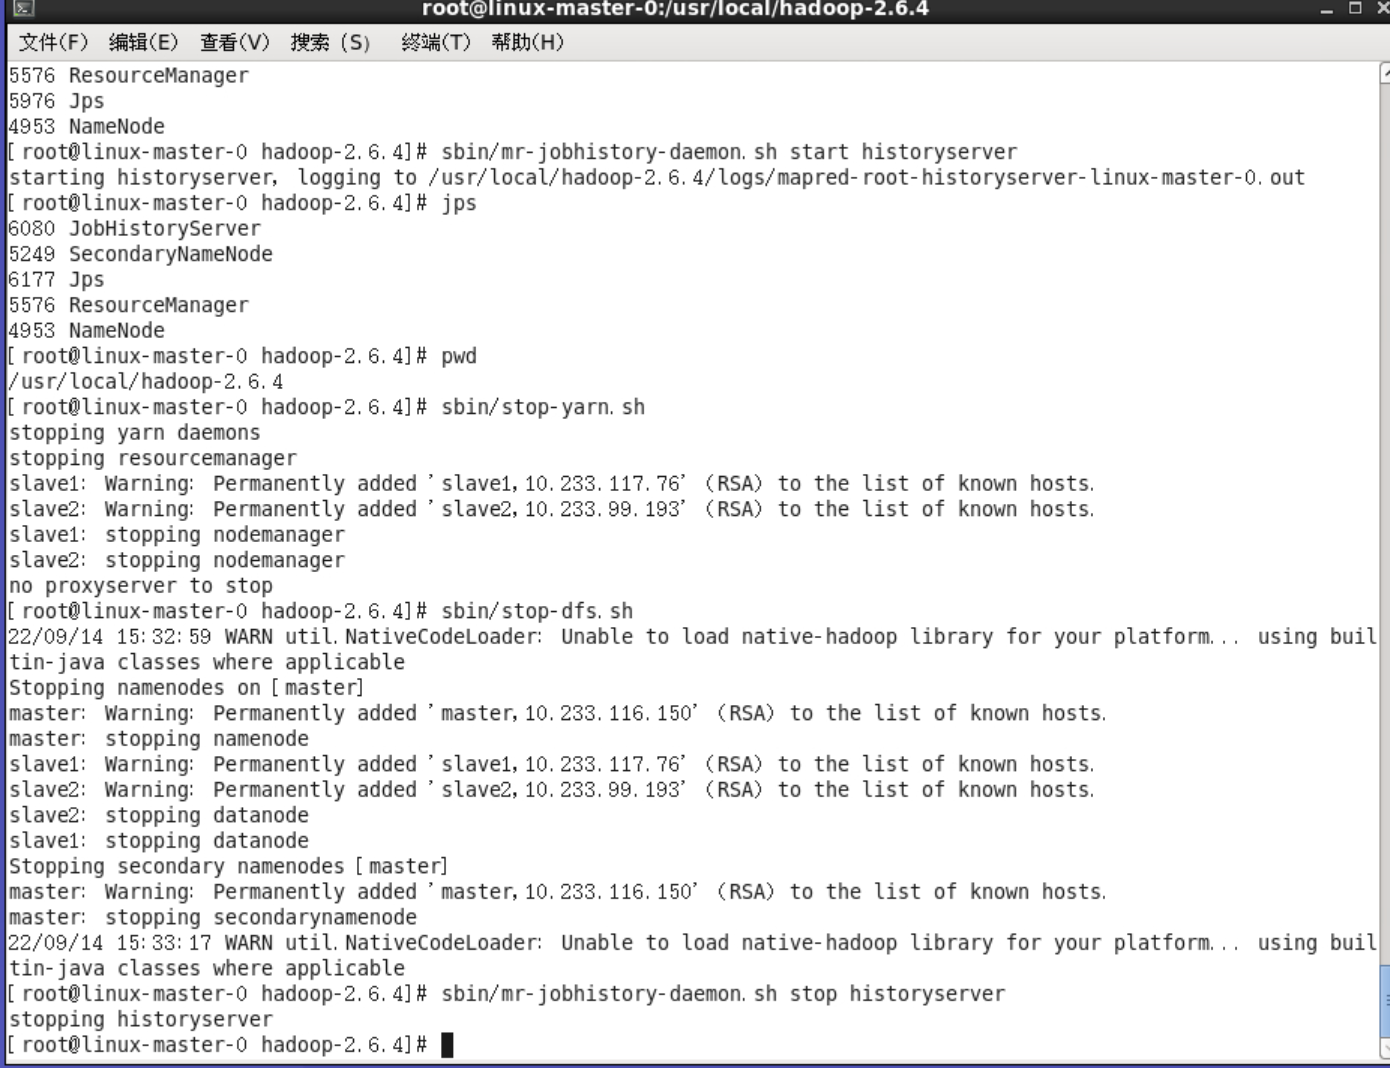 root@linux-master-0:/usr/local/hadoop-2.6.4
文件(F) 编辑(E) 查看(V) 搜索 (S) 终端(T) 帮助(H)
5576 ResourceManager
5976 Jps
4953 NameNode
[root@linux-master-0 hadoop-2.6.4]# sbin/mr-jobhistory-daemon.sh start historyserver
starting historyserver, logging to /usr/local/hadoop-2.6.4/logs/mapred-root-historyserver-linux-master-0.out
[root@linux-master-0 hadoop-2.6.4]# jps
6080 JobHistoryServer
5249 SecondaryNameNode
6177 Jps
5576 ResourceManager
4953 NameNode
[root@linux-master-0 hadoop-2.6.4]# pwd
/usr/local/hadoop-2.6.4
[root@linux-master-0 hadoop-2.6.4]# sbin/stop-yarn.sh
stopping yarn daemons
stopping resourcemanager
slave1: Warning: Permanently added 'slave1,10.233.117.76' (RSA) to the list of known hosts.
slave2: Warning: Permanently added 'slave2,10.233.99.193' (RSA) to the list of known hosts.
slave1: stopping nodemanager
slave2: stopping nodemanager
no proxyserver to stop
[root@linux-master-0 hadoop-2.6.4]# sbin/stop-dfs.sh
22/09/14 15:32:59 WARN util.NativeCodeLoader: Unable to load native-hadoop library for your platform... using buil
tin-java classes where applicable
Stopping namenodes on [master]
master: Warning: Permanently added 'master,10.233.116.150' (RSA) to the list of known hosts.
master: stopping namenode
slave1: Warning: Permanently added 'slave1,10.233.117.76' (RSA) to the list of known hosts.
slave2: Warning: Permanently added 'slave2,10.233.99.193' (RSA) to the list of known hosts.
slave2: stopping datanode
slave1: stopping datanode
Stopping secondary namenodes [master]
master: Warning: Permanently added 'master,10.233.116.150' (RSA) to the list of known hosts.
master: stopping secondarynamenode
22/09/14 15:33:17 WARN util.NativeCodeLoader: Unable to load native-hadoop library for your platform... using buil
tin-java classes where applicable
[root@linux-master-0 hadoop-2.6.4]# sbin/mr-jobhistory-daemon.sh stop historyserver
stopping historyserver
[root@linux-master-0 hadoop-2.6.4]#